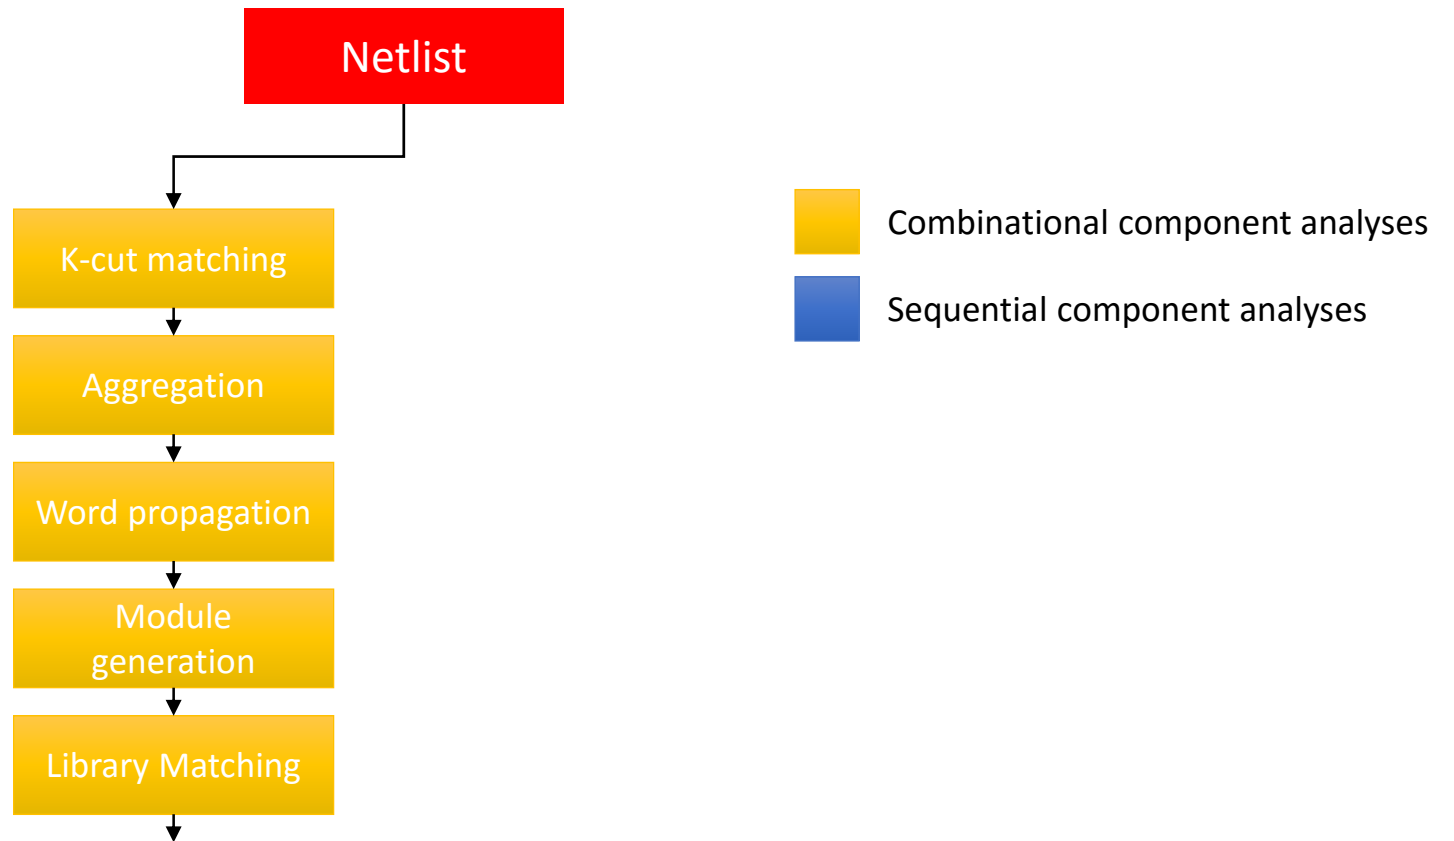 Netlist
K-cut matching
Aggregation
Word propagation
Module
generation
Library Matching
Combinational component analyses
Sequential component analyses